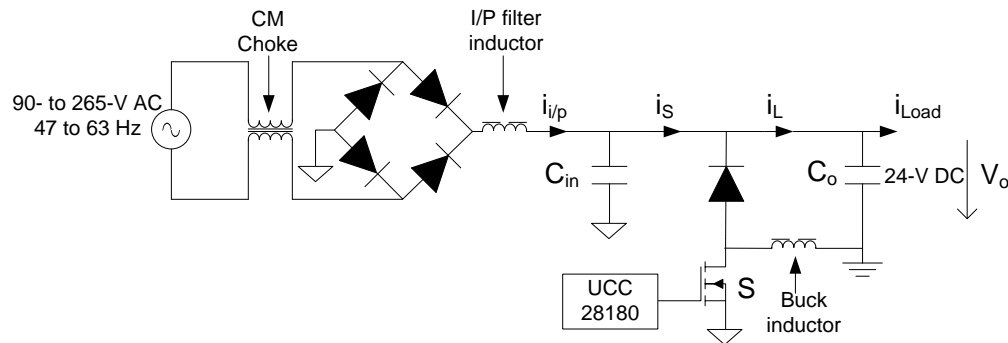 CM
Choke
I/P filter
inductor
90- to 265-V AC
47 to 63 Hz
i_i/p
i_S
i_L
i_Load
C_in
C_o
24-V DC
V_o
UCC
28180
S
Buck
inductor